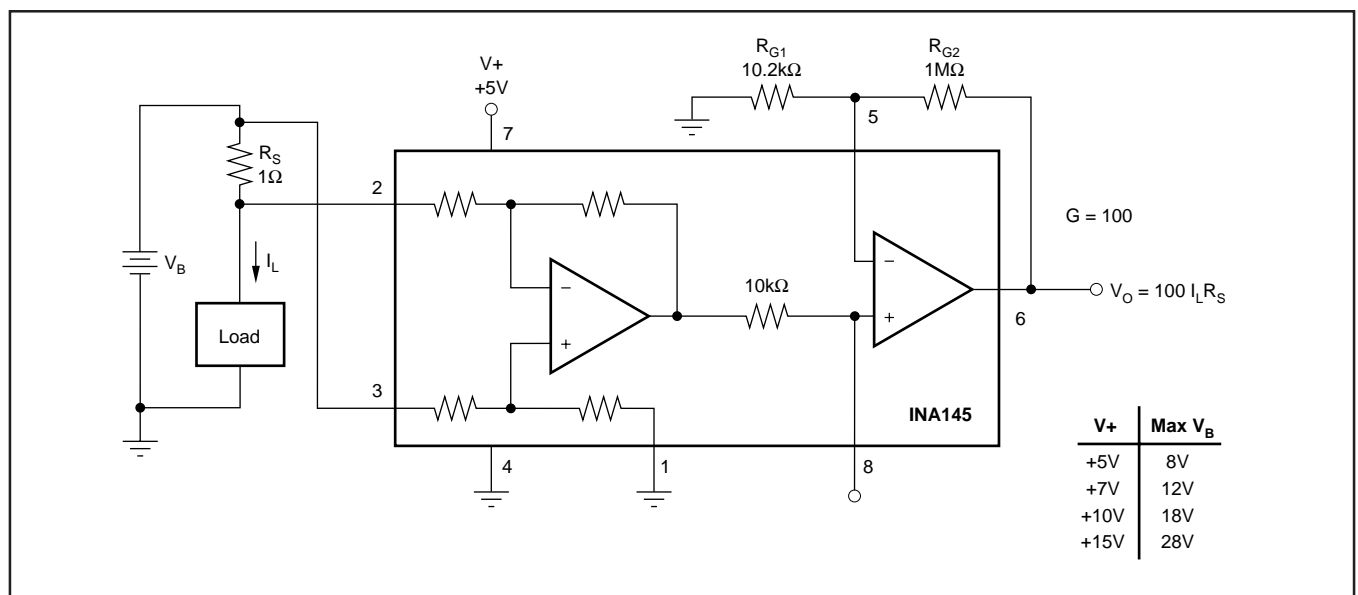 R_G1
10.2kΩ
R_G2
1MΩ
V+
+5V
7
5
R_S
1Ω
2
G = 100
V_B
I_L
10kΩ
V_O = 100 I_LR_S
6
Load
3
INA145
4
1
8
V+ Max V_B
+5V 8V
+7V 12V
+10V 18V
+15V 28V